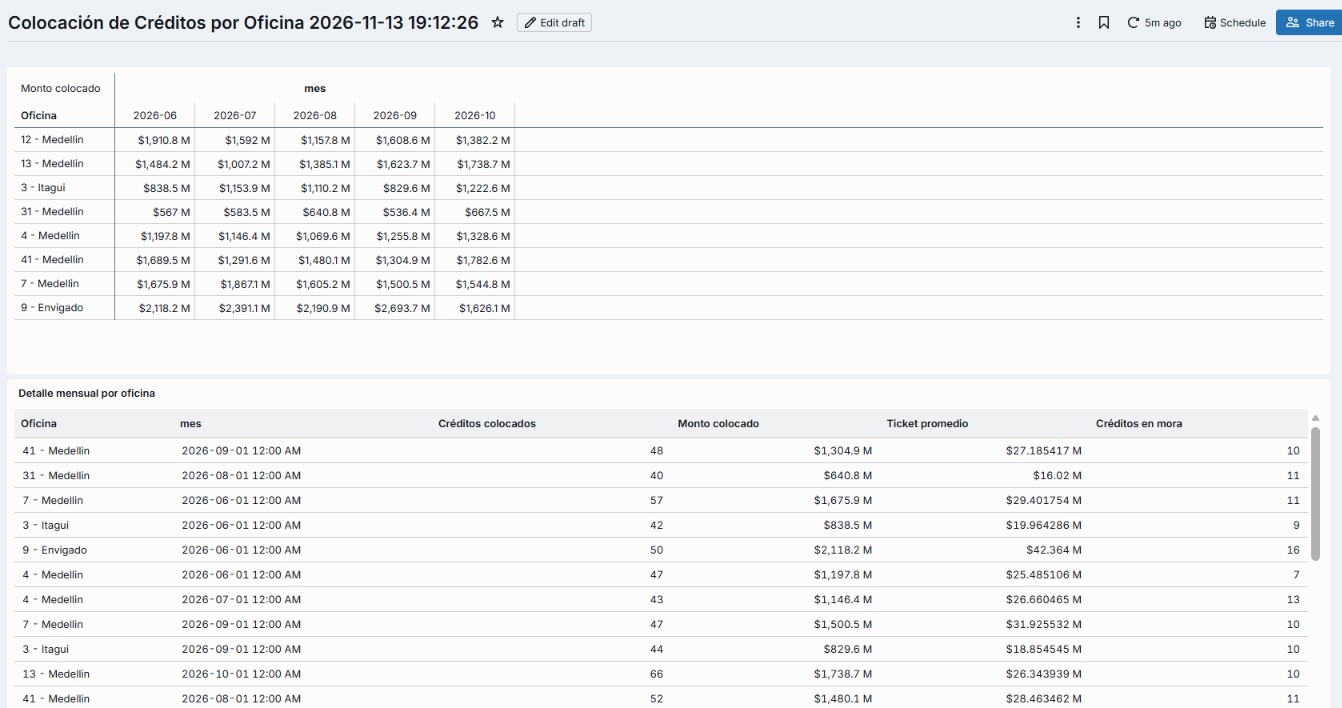 Colocación de Créditos por Oficina 2026-11-13 19:12:26 Edit draft 5m ago Schedule Share
Monto colocado mes
Oficina 2026-06 2026-07 2026-08 2026-09 2026-10
12 - Medellin $1,910.8 M $1,592 M $1,157.8 M $1,608.6 M $1,382.2 M
13 - Medellin $1,484.2 M $1,007.2 M $1,385.1 M $1,623.7 M $1,738.7 M
3 - Itagui $838.5 M $1,153.9 M $1,110.2 M $829.6 M $1,222.6 M
31 - Medellin $567 M $583.5 M $640.8 M $536.4 M $667.5 M
4 - Medellin $1,197.8 M $1,146.4 M $1,069.6 M $1,255.8 M $1,328.6 M
41 - Medellin $1,689.5 M $1,291.6 M $1,480.1 M $1,304.9 M $1,782.6 M
7 - Medellin $1,675.9 M $1,867.1 M $1,605.2 M $1,500.5 M $1,544.8 M
9 - Envigado $2,118.2 M $2,391.1 M $2,190.9 M $2,693.7 M $1,626.1 M
Detalle mensual por oficina
Oficina mes Créditos colocados Monto colocado Ticket promedio Créditos en mora
41 - Medellin 2026-09-01 12:00 AM 48 $1,304.9 M $27.185417 M 10
31 - Medellin 2026-08-01 12:00 AM 40 $640.8 M $16.02 M 11
7 - Medellin 2026-06-01 12:00 AM 57 $1,675.9 M $29.401754 M 11
3 - Itagui 2026-06-01 12:00 AM 42 $838.5 M $19.964286 M 9
9 - Envigado 2026-06-01 12:00 AM 50 $2,118.2 M $42.364 M 16
4 - Medellin 2026-06-01 12:00 AM 47 $1,197.8 M $25.485106 M 7
4 - Medellin 2026-07-01 12:00 AM 43 $1,146.4 M $26.660465 M 13
7 - Medellin 2026-09-01 12:00 AM 47 $1,500.5 M $31.925532 M 10
3 - Itagui 2026-09-01 12:00 AM 44 $829.6 M $18.854545 M 10
13 - Medellin 2026-10-01 12:00 AM 66 $1,738.7 M $26.343939 M 10
41 - Medellin 2026-08-01 12:00 AM 52 $1,480.1 M $28.463462 M 11